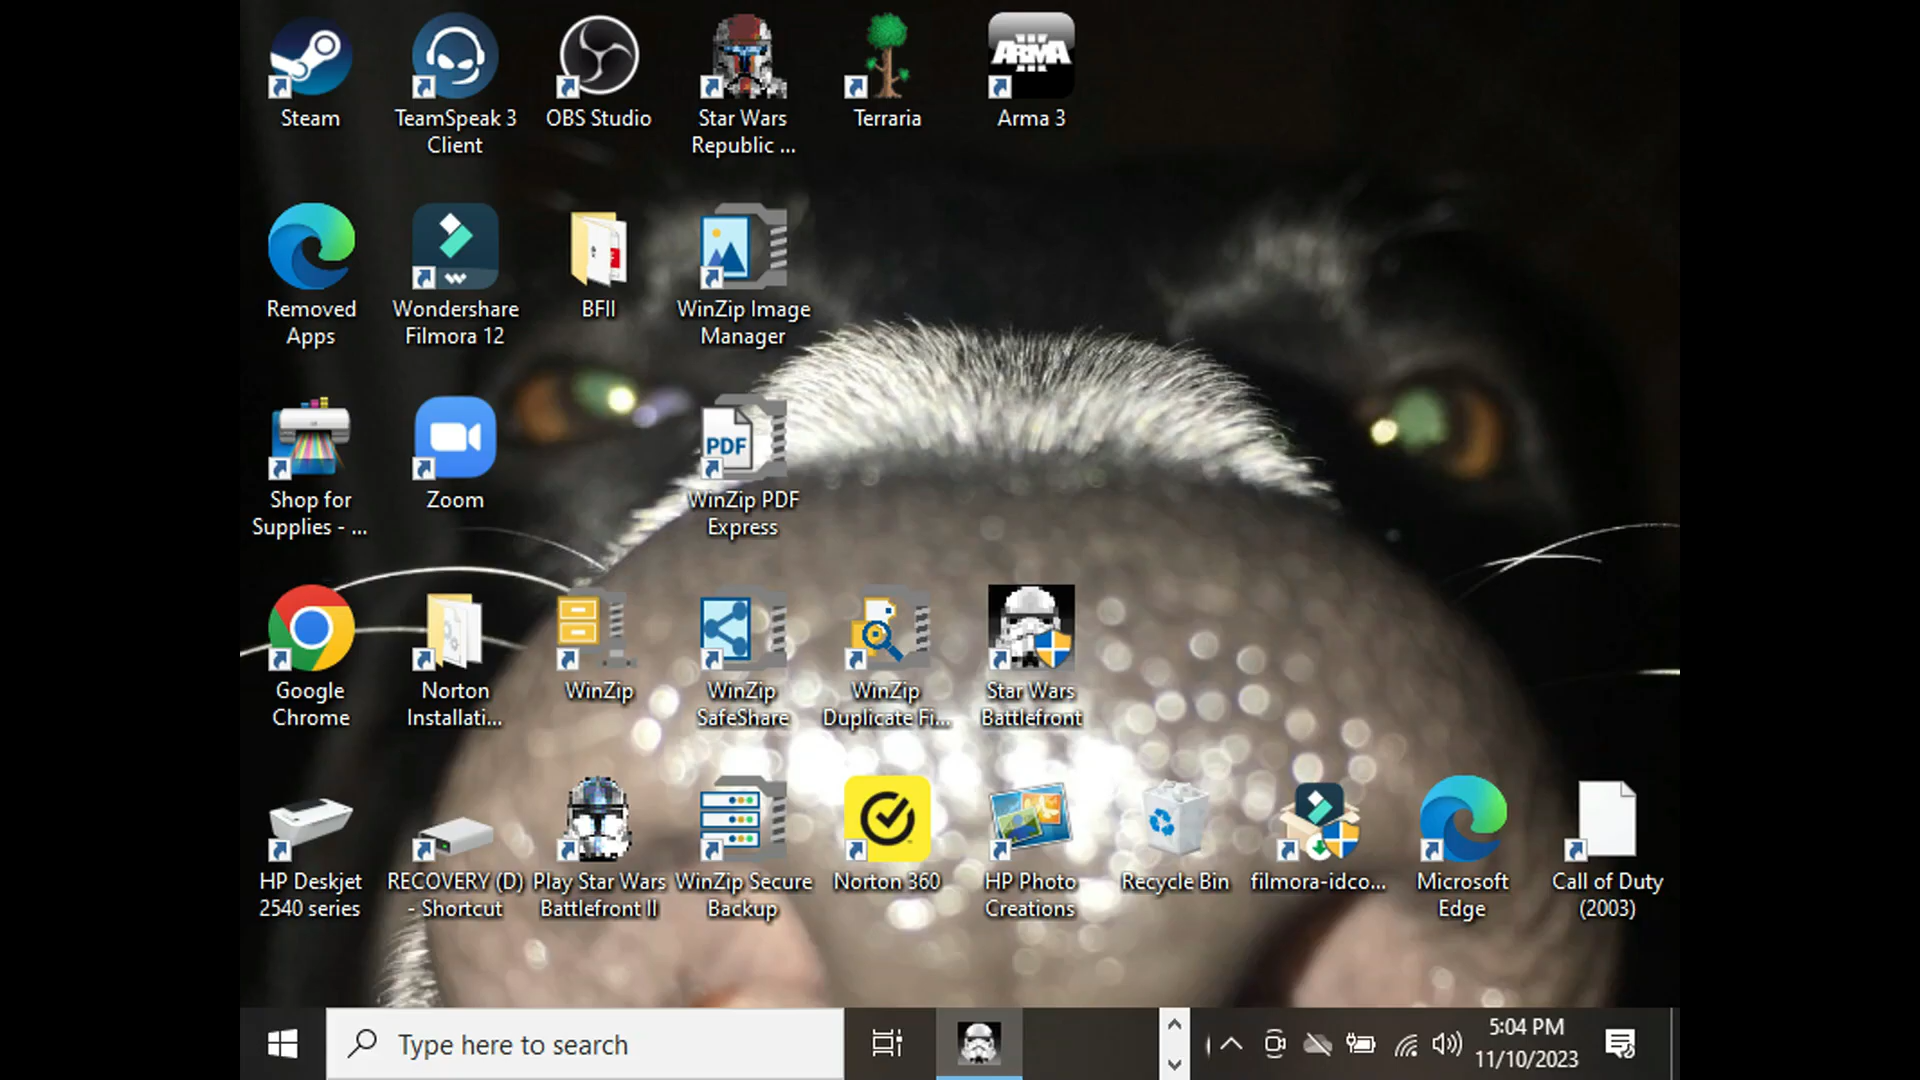 Steam
TeamSpeak 3
Client
OBS Studio
Star Wars
Republic ...
Terraria
ARMA
III
Arma 3
Removed
Apps
Wondershare
Filmora 12
BFII
WinZip Image
Manager
Shop for
Supplies - ...
Zoom
PDF
WinZip PDF
Express
Google
Chrome
Norton
Installati...
WinZip
WinZip
SafeShare
WinZip
Duplicate Fi...
Star Wars
Battlefront
HP Deskjet
2540 series
RECOVERY (D)
- Shortcut
Play Star Wars
Battlefront II
WinZip Secure
Backup
Norton 360
HP Photo
Creations
Recycle Bin
filmora-idco...
Microsoft
Edge
Call of Duty
(2003)
Type here to search
5:04 PM
11/10/2023